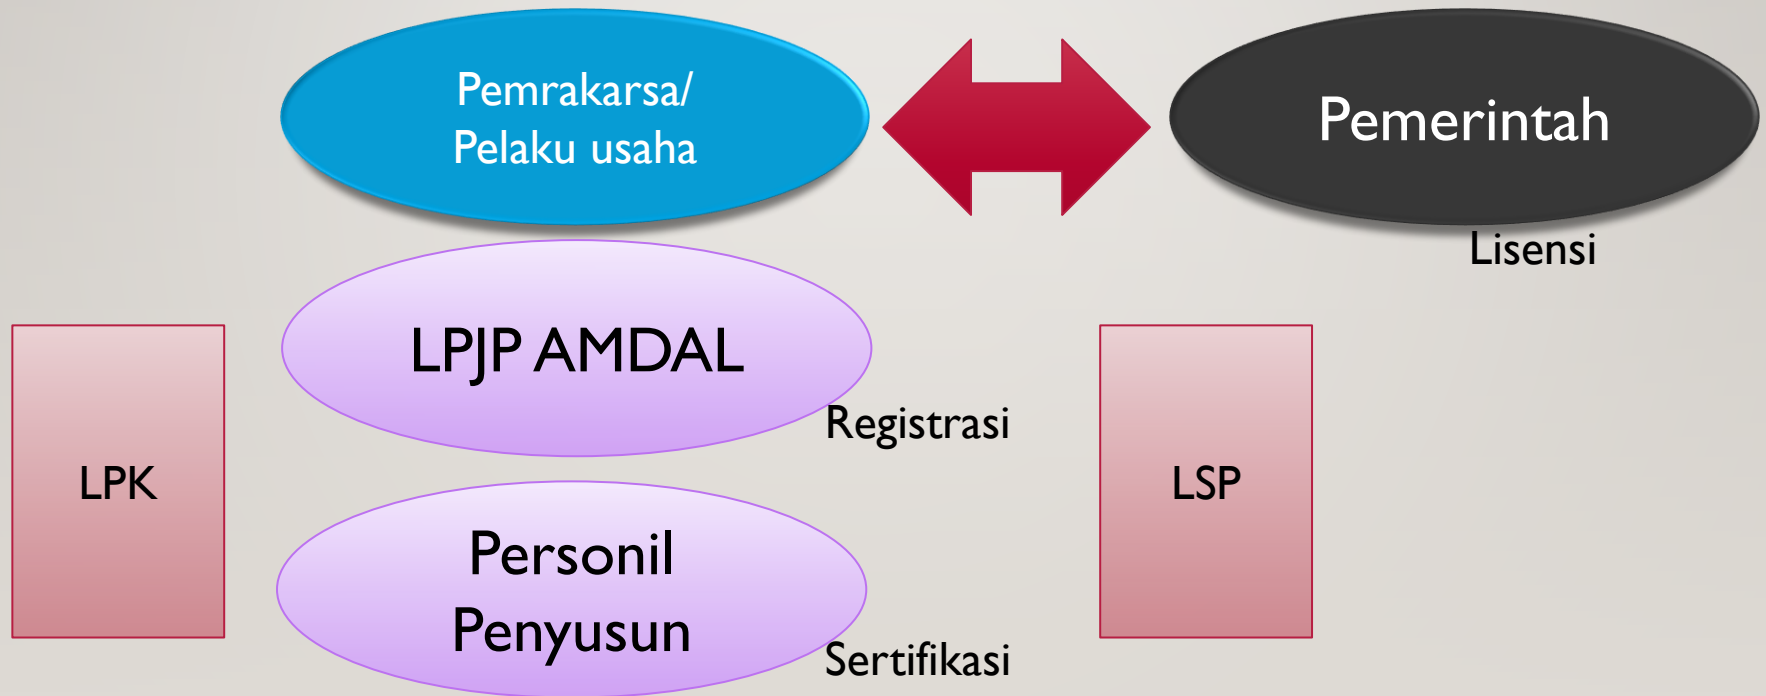 Pemrakarsa/
Pelaku usaha
Pemerintah
Lisensi
LPJP AMDAL
Registrasi
LPK
LSP
Personil
Penyusun
Sertifikasi